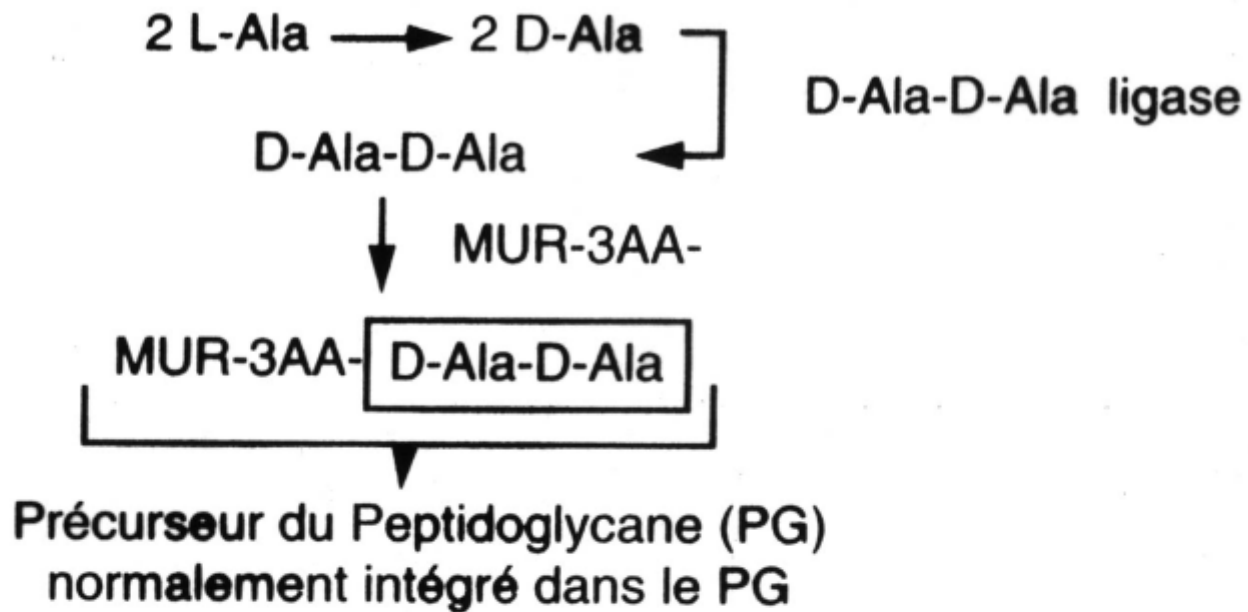 2 L-Ala 2 D-Ala
D-Ala-D-Ala ligase
D-Ala-D-Ala
MUR-3AA-
MUR-3AA- D-Ala-D-Ala
Précurseur du Peptidoglycane (PG)
normalement intégré dans le PG